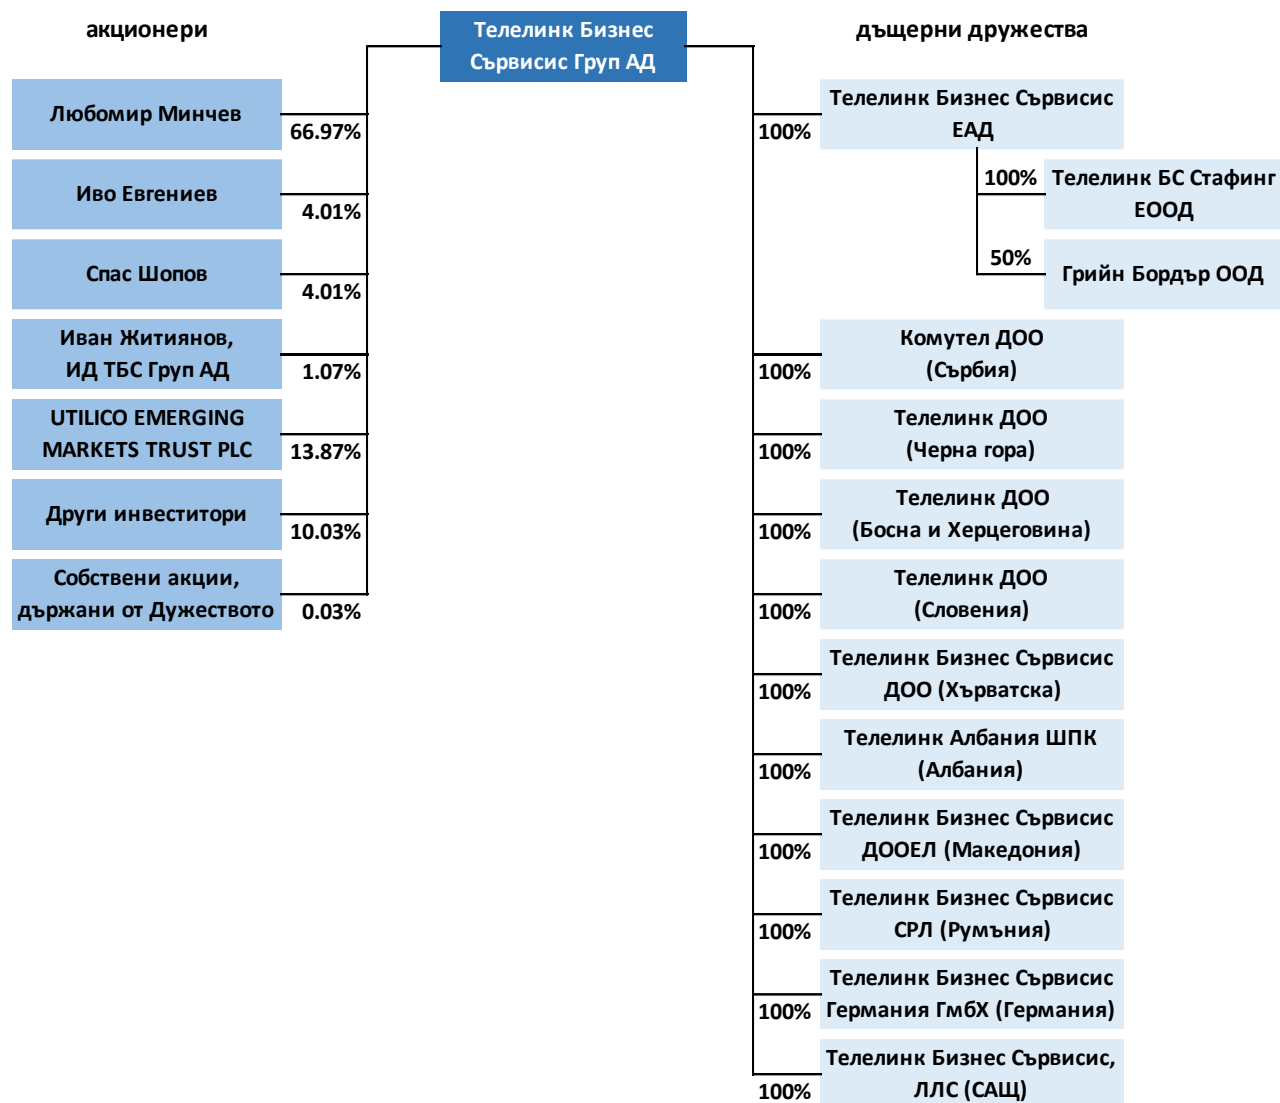 акционери
Телелинк Бизнес
Сървисис Груп АД
дъщерни дружества
Любомир Минчев
66.97%
Иво Евгениев
4.01%
Спас Шопов
4.01%
Иван Житиянов,
ИД ТБС Груп АД
1.07%
UTILICO EMERGING
MARKETS TRUST PLC
13.87%
Други инвеститори
10.03%
Собствени акции,
държани от Дужеството
0.03%
Телелинк Бизнес Сървисис
ЕАД
100%
100%
Телелинк БС Стафинг
ЕООД
50%
Грийн Бордър ООД
Комутел ДОО
(Сърбия)
100%
Телелинк ДОО
(Черна гора)
100%
Телелинк ДОО
(Босна и Херцеговина)
100%
Телелинк ДОО
(Словения)
100%
Телелинк Бизнес Сървисис
ДОО (Хърватска)
100%
Телелинк Албания ШПК
(Албания)
100%
Телелинк Бизнес Сървисис
ДООЕЛ (Македония)
100%
Телелинк Бизнес Сървисис
СРЛ (Румъния)
100%
Телелинк Бизнес Сървисис
Германия ГмбХ (Германия)
100%
Телелинк Бизнес Сървисис,
ЛЛС (САЩ)
100%